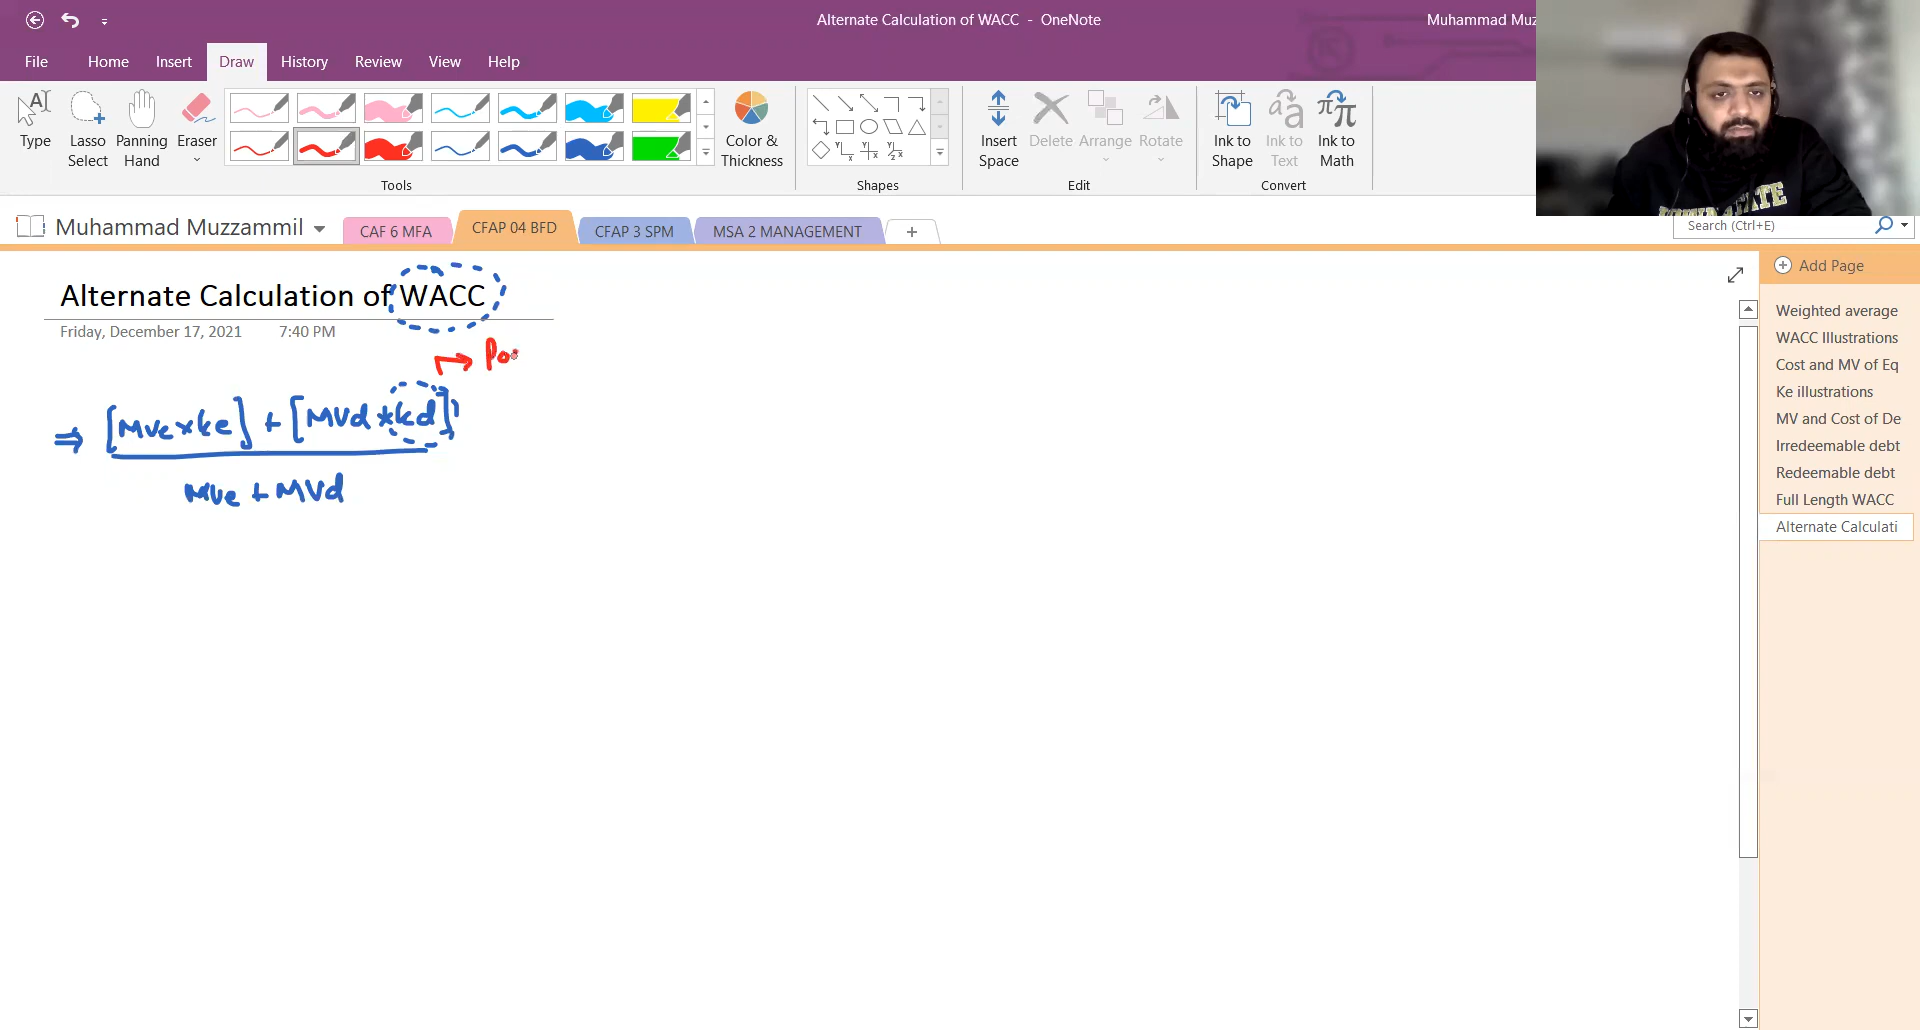 Alternate Calculation of WACC - OneNote
Muhammad Muz
File Home Insert Draw History Review View Help
Type
Lasso Select
Panning Hand
Eraser
Color & Thickness
Insert Space
Delete
Arrange
Rotate
Ink to Shape
Ink to Text
Ink to Math
Tools
Shapes
Edit
Convert
Muhammad Muzzammil
CAF 6 MFA
CFAP 04 BFD
CFAP 3 SPM
MSA 2 MANAGEMENT
Search (Ctrl+E)
Alternate Calculation of WACC
Friday, December 17, 2021 7:40 PM
Po
⇒ [MVe × ke] + [MVd × kd]
MVe + MVd
Add Page
Weighted average
WACC Illustrations
Cost and MV of Eq
Ke illustrations
MV and Cost of De
Irredeemable debt
Redeemable debt
Full Length WACC
Alternate Calculati